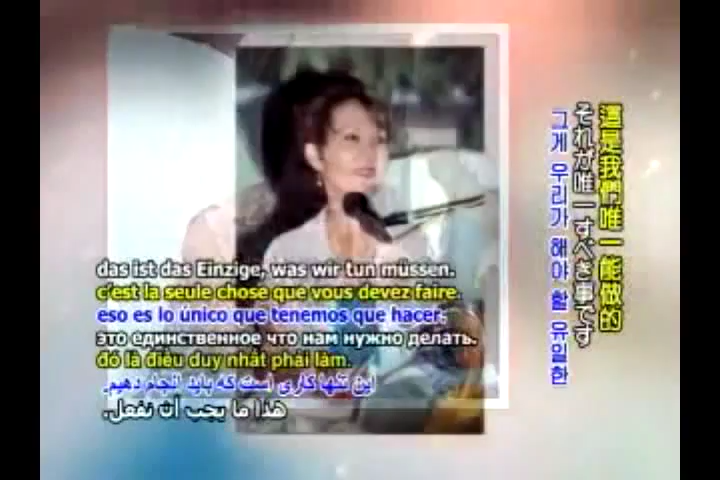 das ist das Einzige, was wir tun müssen.
c'est la seule chose que vous devez faire.
eso es lo único que tenemos que hacer.
это единственное что нам нужно делать.
đó là điều duy nhất phải làm.
این تنها کاری است که باید انجام دهیم.
هذا ما يجب أن نفعل.
這是我們唯一能做的
それが唯一すべき事です
그게 우리가 해야 할 유일한